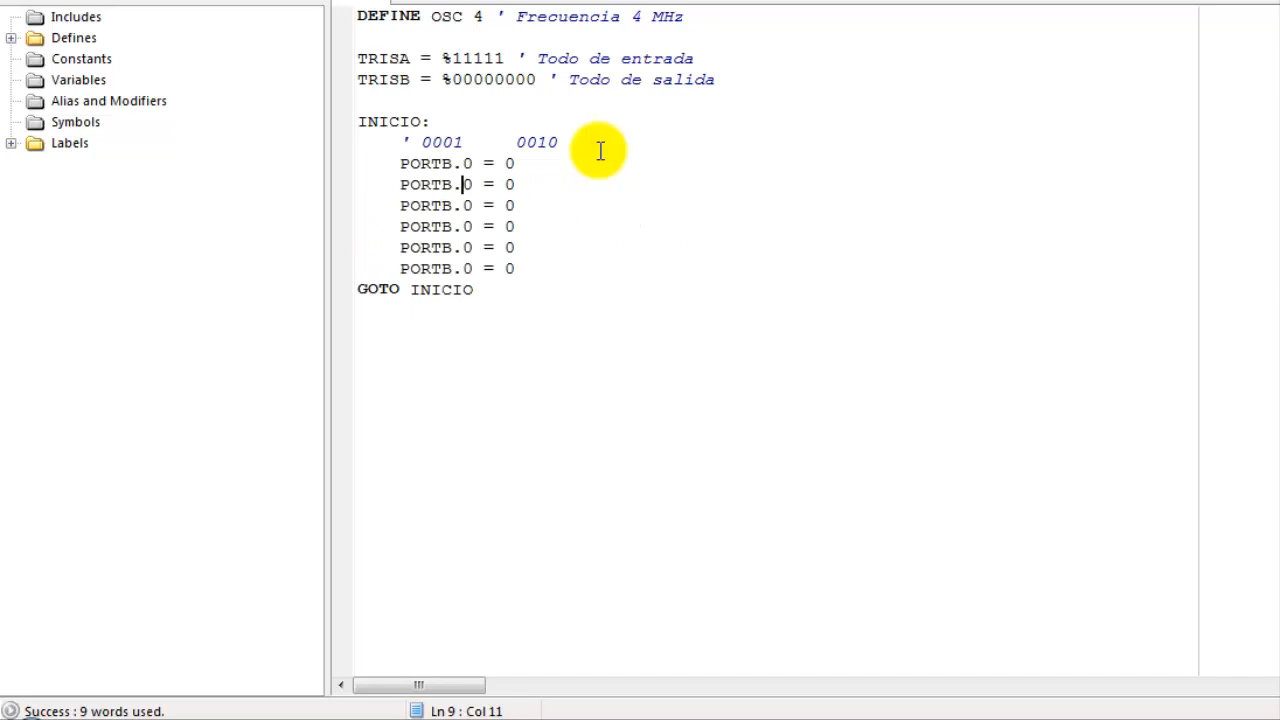 Includes
Defines
Constants
Variables
Alias and Modifiers
Symbols
Labels
DEFINE OSC 4 ' Frecuencia 4 MHz
TRISA = %11111 ' Todo de entrada
TRISB = %00000000 ' Todo de salida
INICIO:
' 0001 0010
PORTB.0 = 0
PORTB.0 = 0
PORTB.0 = 0
PORTB.0 = 0
PORTB.0 = 0
PORTB.0 = 0
GOTO INICIO
Success : 9 words used.
Ln 9 : Col 11